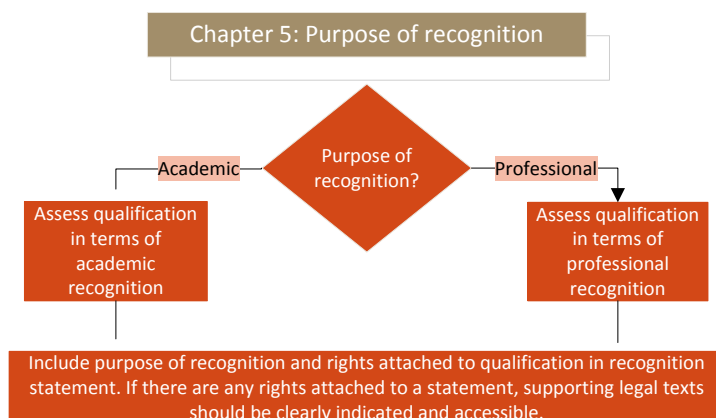 Chapter 5: Purpose of recognition
Purpose of
recognition?
Academic
Professional
Assess qualification
in terms of
academic
recognition
Assess qualification
in terms of
professional
recognition
Include purpose of recognition and rights attached to qualification in recognition
statement. If there are any rights attached to a statement, supporting legal texts
should be clearly indicated and accessible.